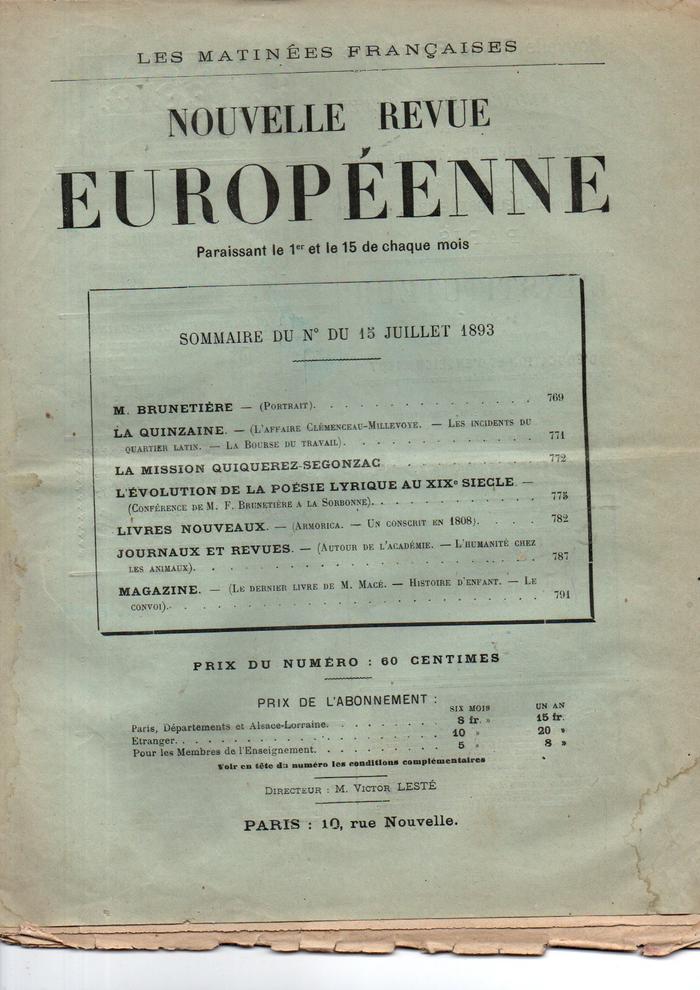 LES MATINÉES FRANÇAISES
NOUVELLE REVUE
EUROPÉENNE
Paraissant le 1er et le 15 de chaque mois
SOMMAIRE DU N° DU 15 JUILLET 1893
M. BRUNETIÈRE — (Portrait). . . . . . . . . . . . . . . 769
LA QUINZAINE. — (L'affaire Clémenceau-Millevoye. — Les incidents du
quartier latin. — La Bourse du travail). . . . . . . . . . . . . . 771
LA MISSION QUIQUEREZ-SEGONZAC . . . . . . . . . . 772
L'ÉVOLUTION DE LA POÉSIE LYRIQUE AU XIXe SIECLE. —
(Conférence de M. F. Brunetière a la Sorbonne). . . . . . . . . . . . 775
LIVRES NOUVEAUX. — (Armorica. — Un conscrit en 1808). . . . . 782
JOURNAUX ET REVUES. — (Autour de l'académie. — L'humanité chez
les animaux). . . . . . . . . . . . . . . . . . . . 787
MAGAZINE. — (Le dernier livre de M. Macé. — Histoire d'enfant. — Le
convoi). . . . . . . . . . . . . . . . . . . . . . 791
PRIX DU NUMÉRO : 60 CENTIMES
PRIX DE L'ABONNEMENT :
SIX MOIS UN AN
Paris, Départements et Alsace-Lorraine. . . . . . . . . 8 fr. » 15 fr.
Etranger. . . . . . . . . . . . . . . . . . 10 » 20 »
Pour les Membres de l'Enseignement. . . . . . . . . . 5 » 8 »
Voir en tête du numéro les conditions complémentaires
Directeur : M. Victor LESTÉ
PARIS : 10, rue Nouvelle.